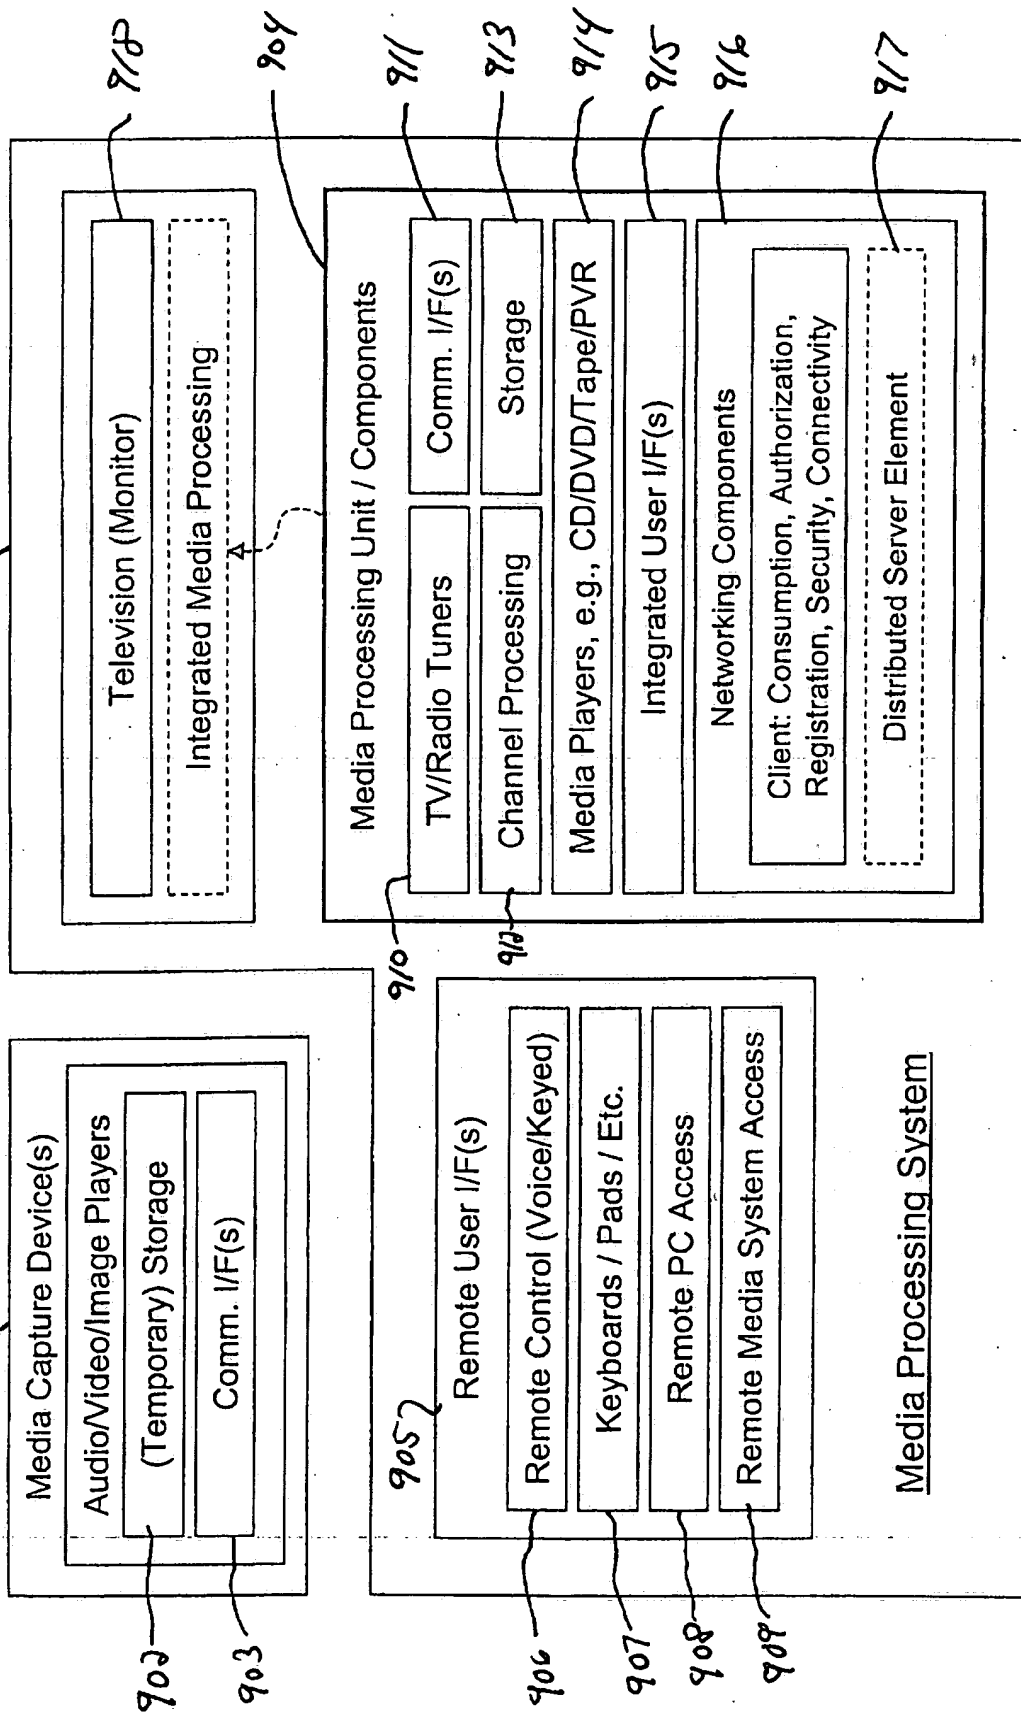 Media Capture Device(s)
Audio/Video/Image Players
(Temporary) Storage
Comm. I/F(s)
902
903
Television (Monitor)
Integrated Media Processing
918
904
Media Processing Unit / Components
TV/Radio Tuners
Comm. I/F(s)
910
911
Channel Processing
Storage
912
913
Media Players, e.g., CD/DVD/Tape/PVR
914
Integrated User I/F(s)
915
Networking Components
916
Client: Consumption, Authorization,
Registration, Security, Connectivity
Distributed Server Element
917
905
Remote User I/F(s)
Remote Control (Voice/Keyed)
906
Keyboards / Pads / Etc.
907
Remote PC Access
908
Remote Media System Access
909
Media Processing System